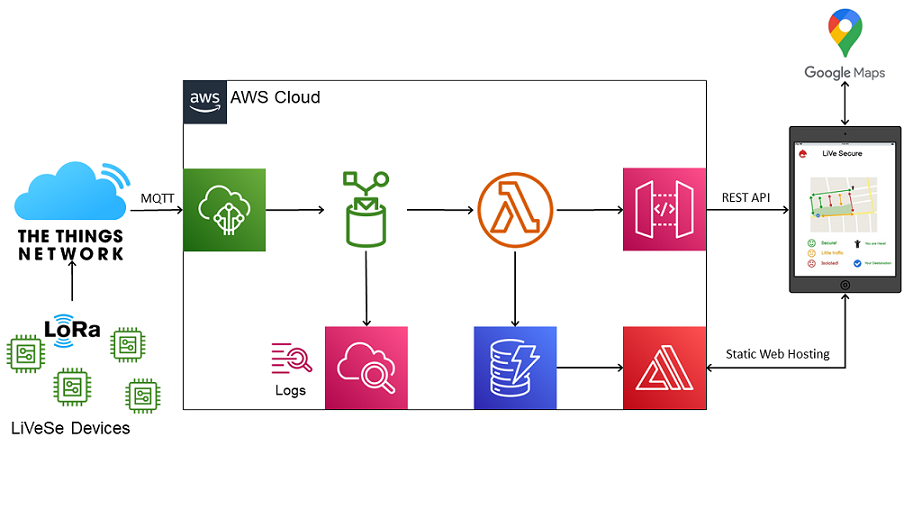 Google Maps
aws
AWS Cloud
LiVe Secure
MQTT
REST API
THE THINGS
NETWORK
Secure!
You are Here!
Little traffic
Isolated!
Your Destination
LoRa
Static Web Hosting
Logs
LiVeSe Devices